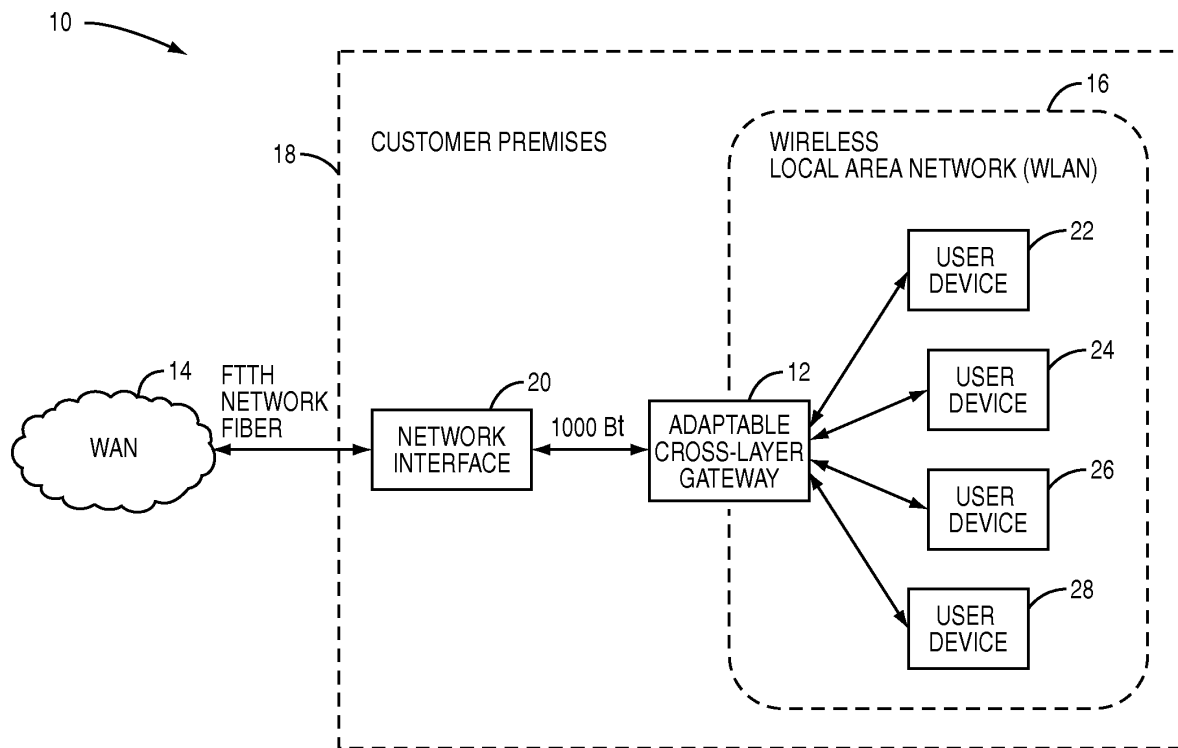 10
16
18
CUSTOMER PREMISES
WIRELESS
LOCAL AREA NETWORK (WLAN)
22
USER
DEVICE
14
FTTH
NETWORK
FIBER
WAN
20
NETWORK
INTERFACE
1000 Bt
12
ADAPTABLE
CROSS-LAYER
GATEWAY
24
USER
DEVICE
26
USER
DEVICE
28
USER
DEVICE